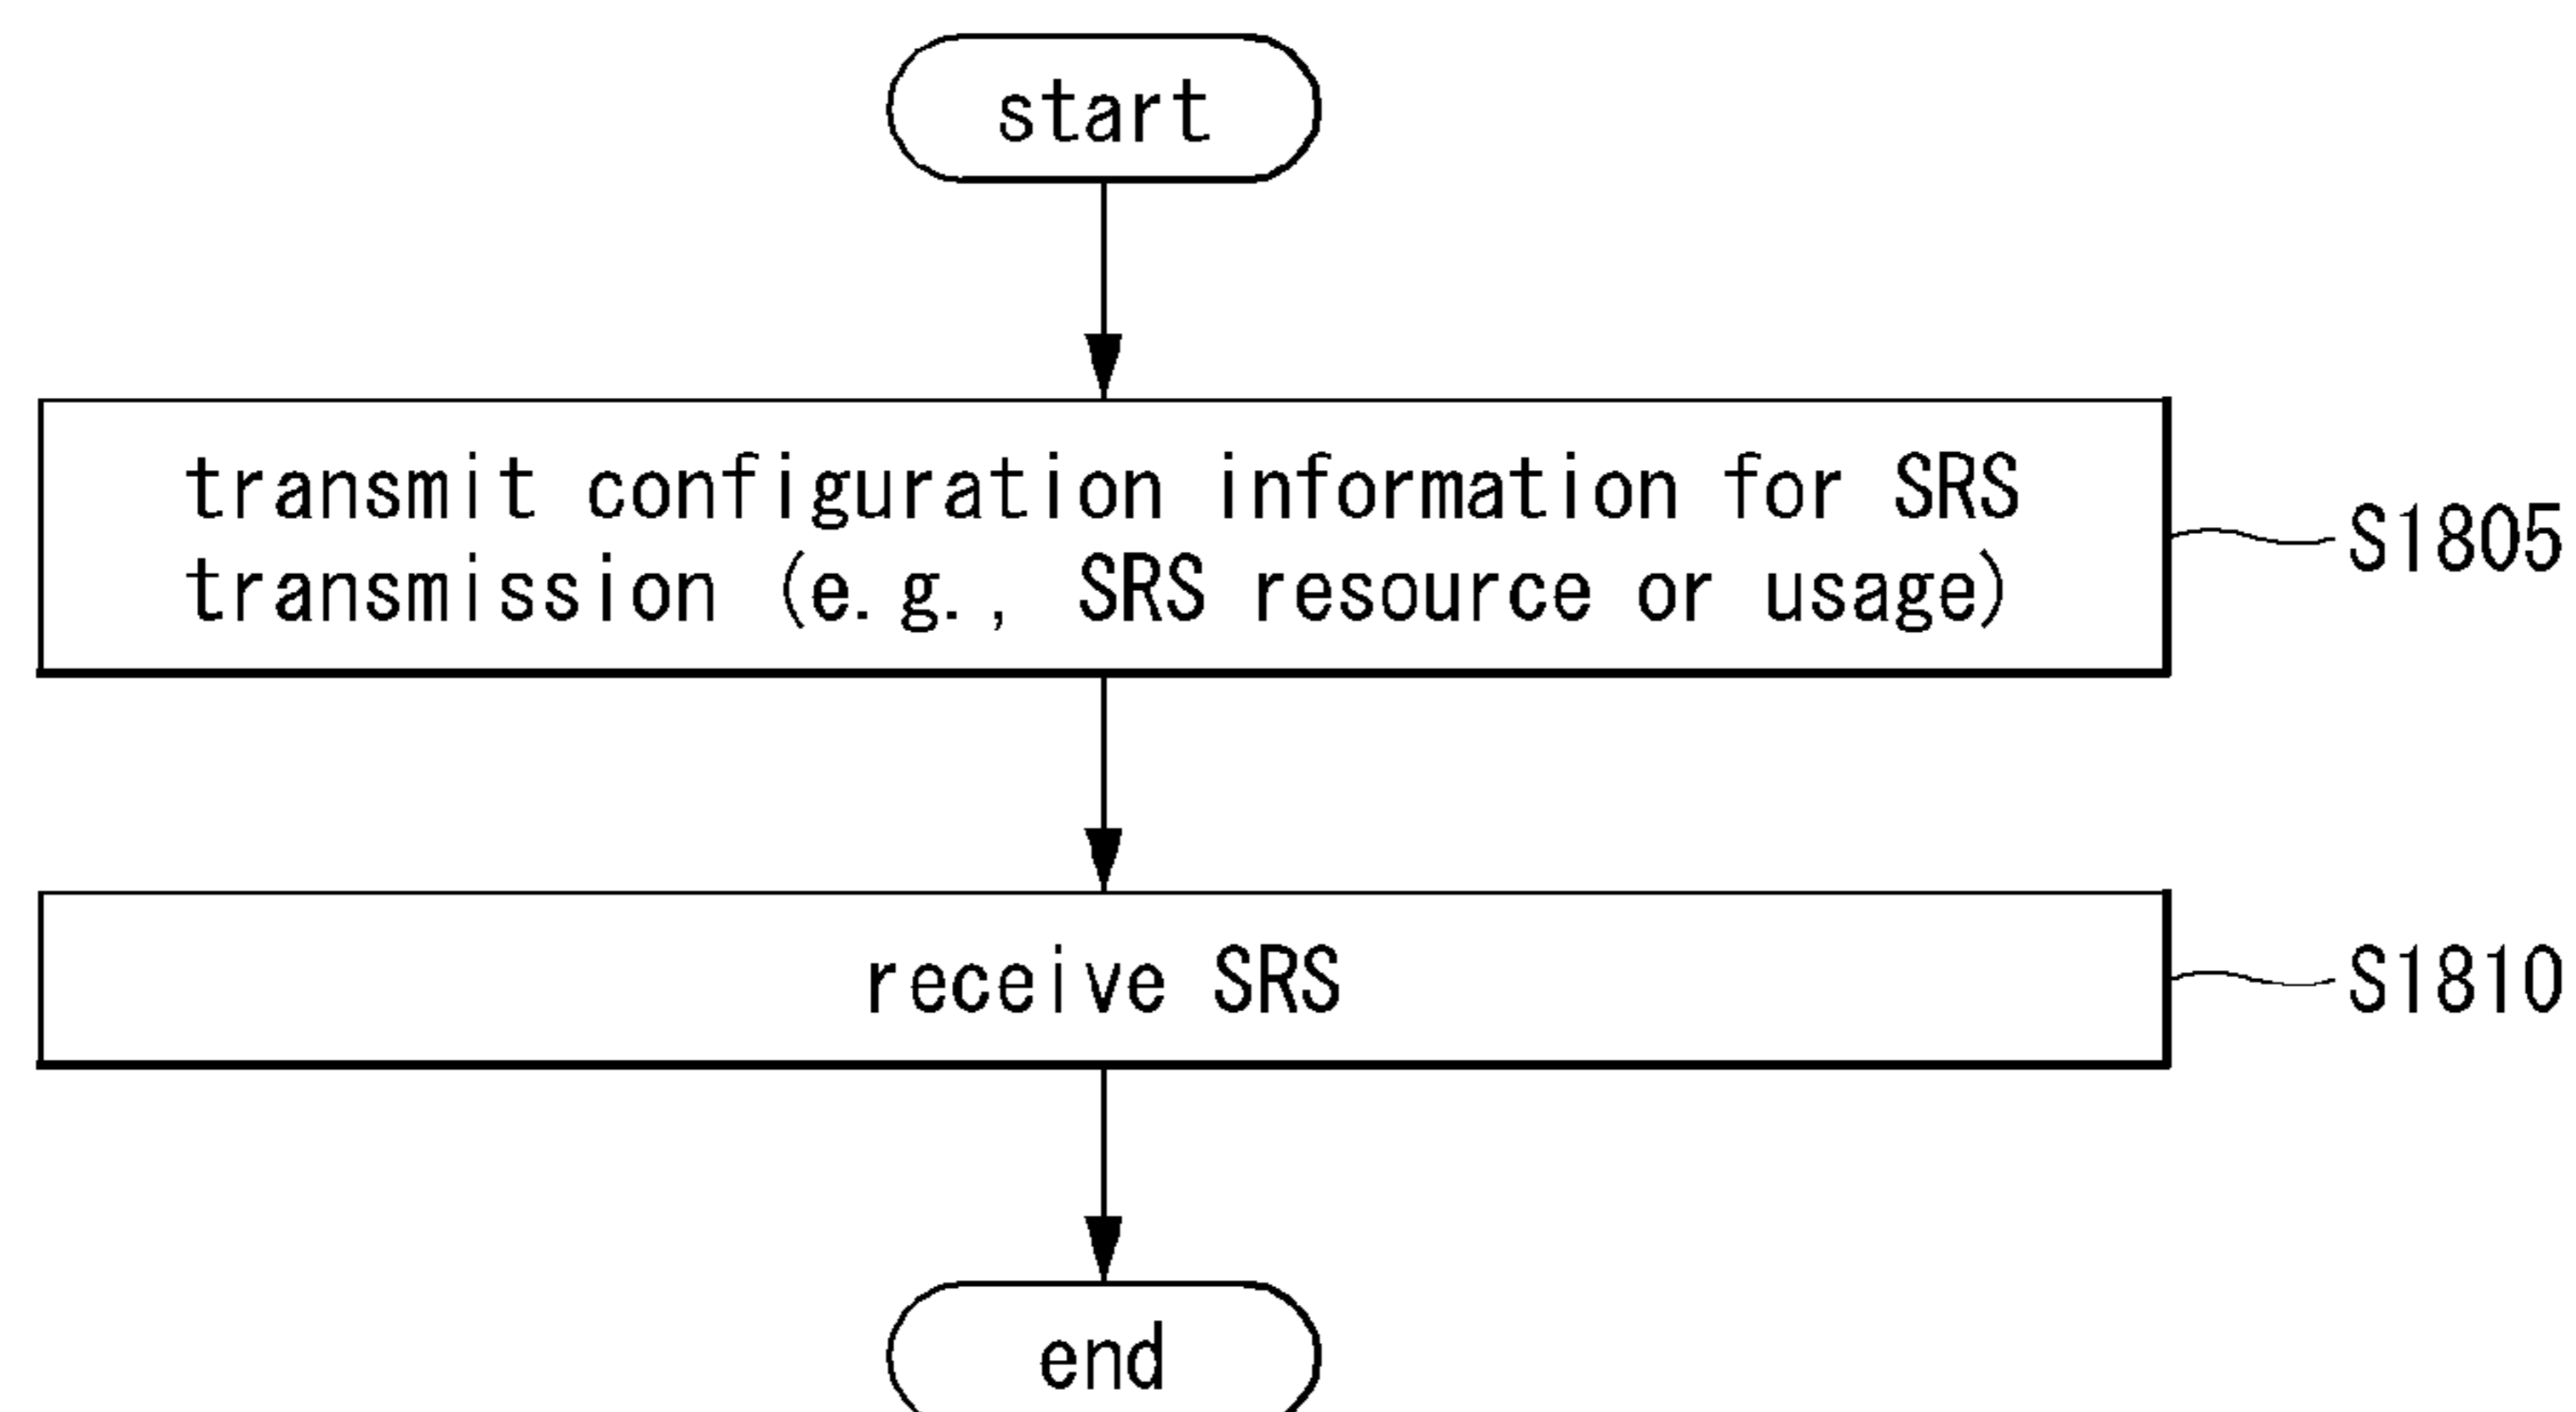 start
transmit configuration information for SRS
transmission (e.g., SRS resource or usage)
S1805
receive SRS
S1810
end